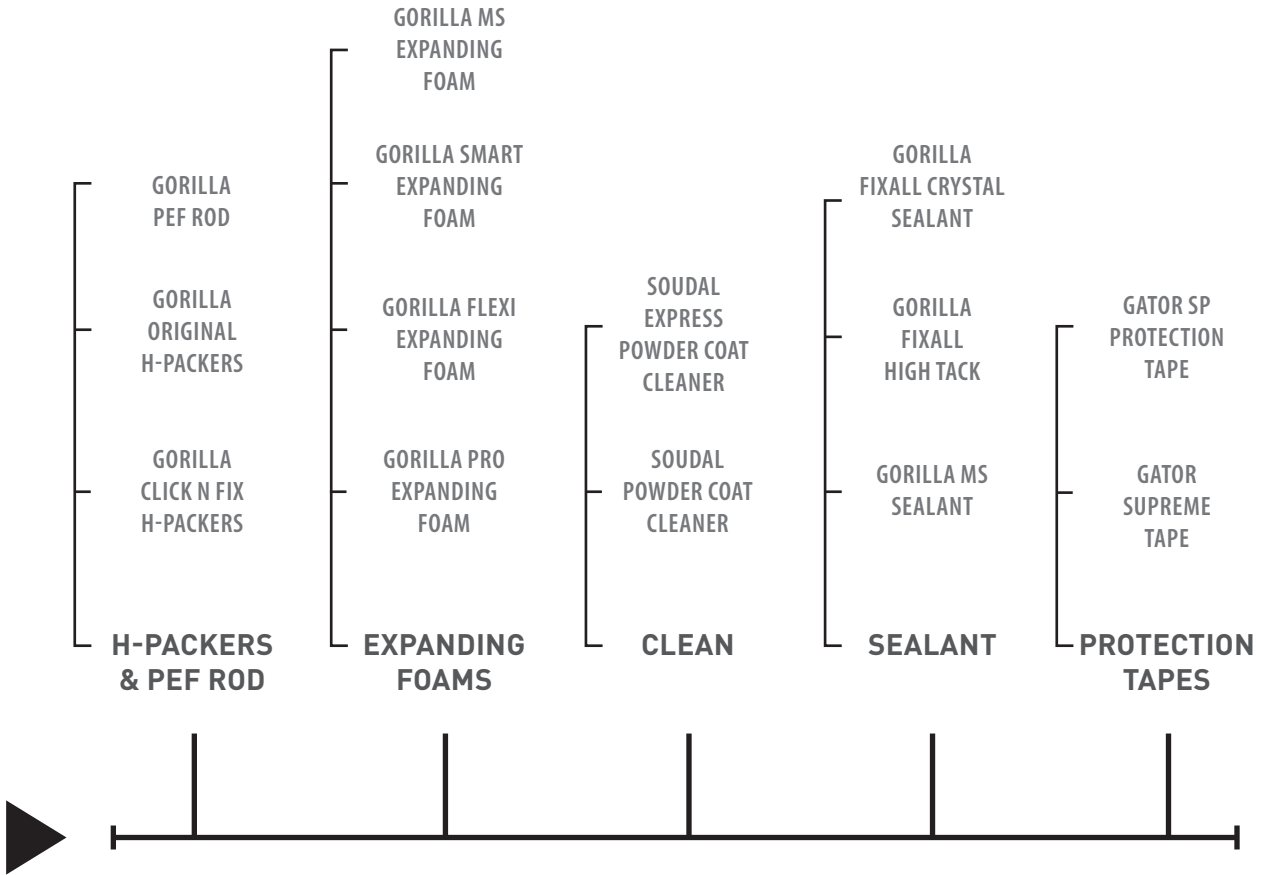 GORILLA
PEF ROD
GORILLA
ORIGINAL
H-PACKERS
GORILLA
CLICK N FIX
H-PACKERS
H-PACKERS
& PEF ROD
GORILLA MS
EXPANDING
FOAM
GORILLA SMART
EXPANDING
FOAM
GORILLA FLEXI
EXPANDING
FOAM
GORILLA PRO
EXPANDING
FOAM
EXPANDING
FOAMS
SOUDAL
EXPRESS
POWDER COAT
CLEANER
SOUDAL
POWDER COAT
CLEANER
CLEAN
GORILLA
FIXALL CRYSTAL
SEALANT
GORILLA
FIXALL
HIGH TACK
GORILLA MS
SEALANT
SEALANT
GATOR SP
PROTECTION
TAPE
GATOR
SUPREME
TAPE
PROTECTION
TAPES